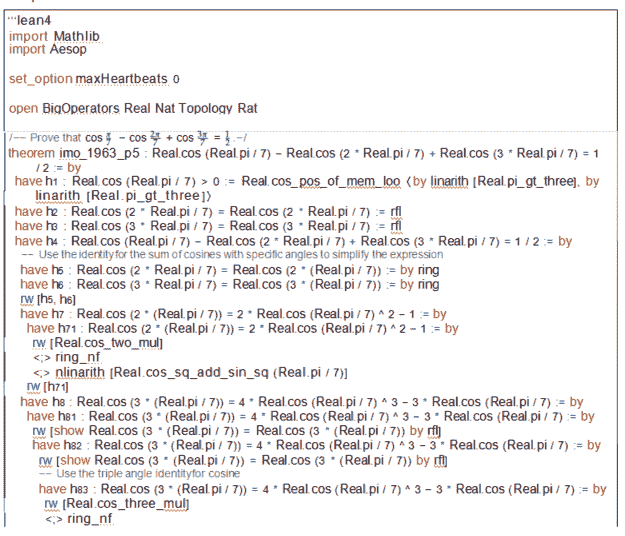 ```lean4
import Mathlib
import Aesop
set_option maxHeartbeats 0
open BigOperators Real Nat Topology Rat
/-- Prove that cos π/7 − cos 2π/7 + cos 3π/7 = 1/2.-/
theorem imo_1963_p5 : Real.cos (Real.pi / 7) − Real.cos (2 * Real.pi / 7) + Real.cos (3 * Real.pi / 7) = 1
/ 2 := by
have h1 : Real.cos (Real.pi / 7) > 0 := Real.cos_pos_of_mem_Ioo ⟨by linarith [Real.pi_gt_three], by
linarith [Real.pi_gt_three]⟩
have h2 : Real.cos (2 * Real.pi / 7) = Real.cos (2 * Real.pi / 7) := rfl
have h3 : Real.cos (3 * Real.pi / 7) = Real.cos (3 * Real.pi / 7) := rfl
have h4 : Real.cos (Real.pi / 7) − Real.cos (2 * Real.pi / 7) + Real.cos (3 * Real.pi / 7) = 1 / 2 := by
−− Use the identity for the sum of cosines with specific angles to simplify the expression
have h5 : Real.cos (2 * Real.pi / 7) = Real.cos (2 * (Real.pi / 7)) := by ring
have h6 : Real.cos (3 * Real.pi / 7) = Real.cos (3 * (Real.pi / 7)) := by ring
rw [h5, h6]
have h7 : Real.cos (2 * (Real.pi / 7)) = 2 * Real.cos (Real.pi / 7) ^ 2 − 1 := by
have h71 : Real.cos (2 * (Real.pi / 7)) = 2 * Real.cos (Real.pi / 7) ^ 2 − 1 := by
rw [Real.cos_two_mul]
<;> ring_nf
<;> nlinarith [Real.cos_sq_add_sin_sq (Real.pi / 7)]
rw [h71]
have h8 : Real.cos (3 * (Real.pi / 7)) = 4 * Real.cos (Real.pi / 7) ^ 3 − 3 * Real.cos (Real.pi / 7) := by
have h81 : Real.cos (3 * (Real.pi / 7)) = 4 * Real.cos (Real.pi / 7) ^ 3 − 3 * Real.cos (Real.pi / 7) := by
rw [show Real.cos (3 * (Real.pi / 7)) = Real.cos (3 * (Real.pi / 7)) by rfl]
have h82 : Real.cos (3 * (Real.pi / 7)) = 4 * Real.cos (Real.pi / 7) ^ 3 − 3 * Real.cos (Real.pi / 7) := by
rw [show Real.cos (3 * (Real.pi / 7)) = Real.cos (3 * (Real.pi / 7)) by rfl]
−− Use the triple angle identity for cosine
have h83 : Real.cos (3 * (Real.pi / 7)) = 4 * Real.cos (Real.pi / 7) ^ 3 − 3 * Real.cos (Real.pi / 7) := by
rw [Real.cos_three_mul]
<;> ring_nf